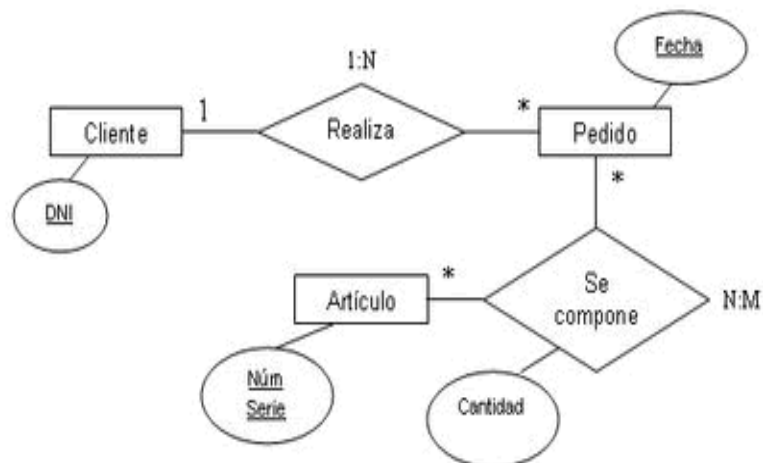 Fecha
1:N
Cliente
1
Realiza
*
Pedido
*
DNI
Artículo
*
Se
compone
N:M
Núm
Serie
Cantidad